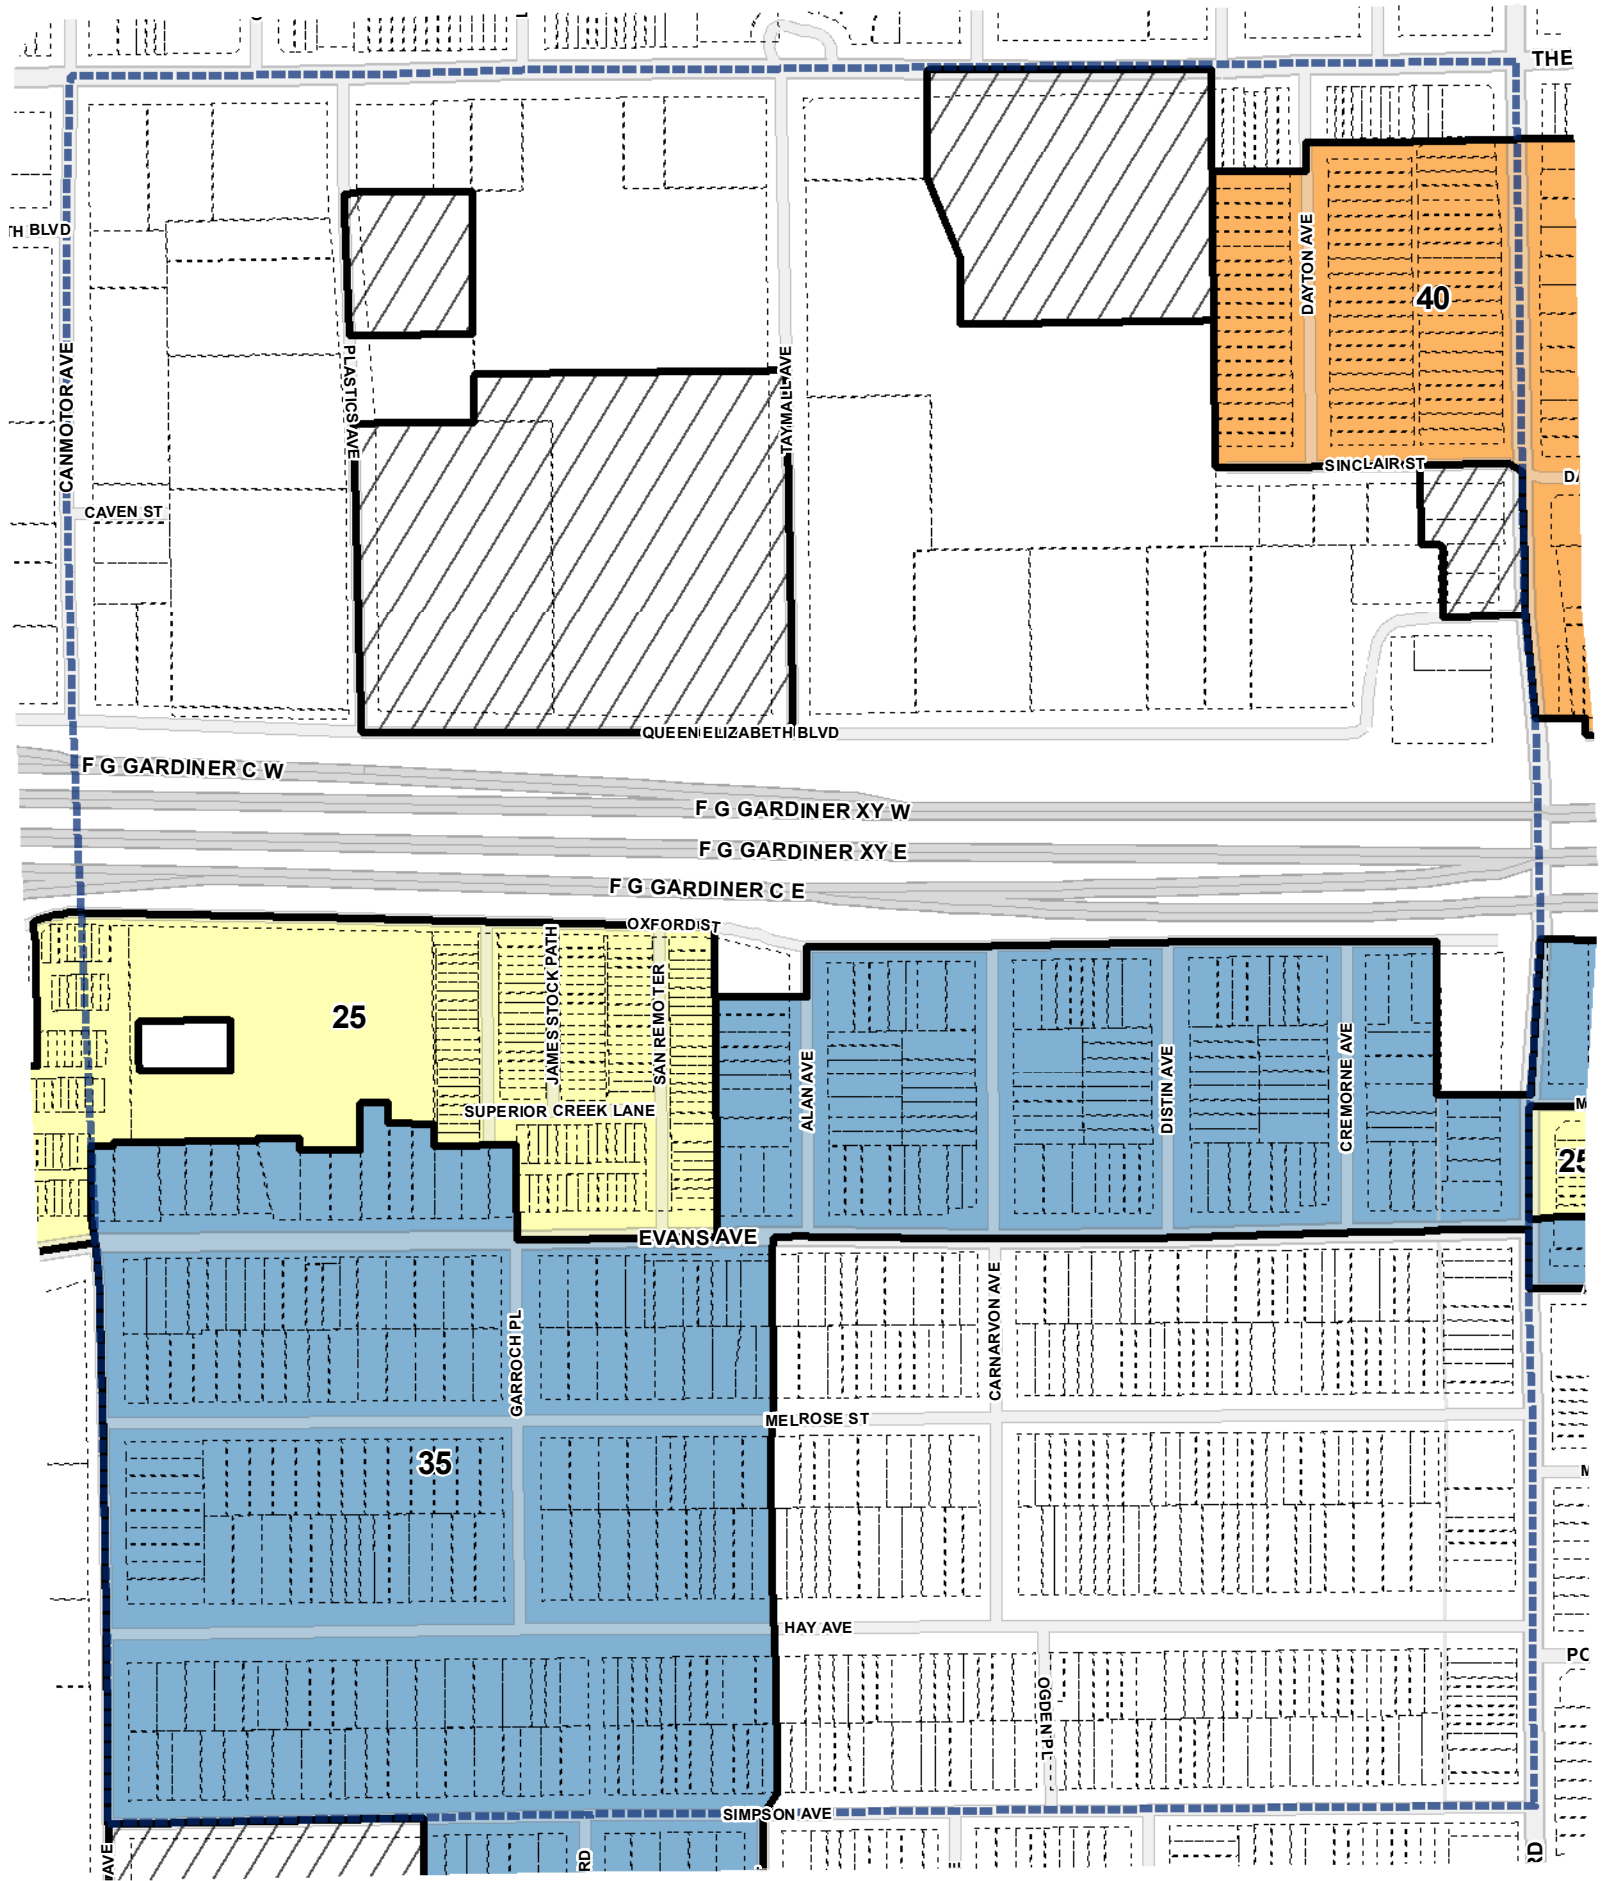 THE
TH BLVD
DAYTON AVE
40
CANMOTOR AVE
PLASTICS AVE
TAYMALL AVE
SINCLAIR ST
CAVEN ST
QUEEN ELIZABETH BLVD
F G GARDINER C W
F G GARDINER XY W
F G GARDINER XY E
F G GARDINER C E
OXFORD ST
25
JAMES STOCK PATH
SAN REMO TER
ALAN AVE
DISTIN AVE
CREMORNE AVE
SUPERIOR CREEK LANE
M
25
EVANS AVE
GARROCH PL
CARNARVON AVE
MELROSE ST
35
HAY AVE
OGDEN PL
SIMPSON AVE
AVE
RD
RD